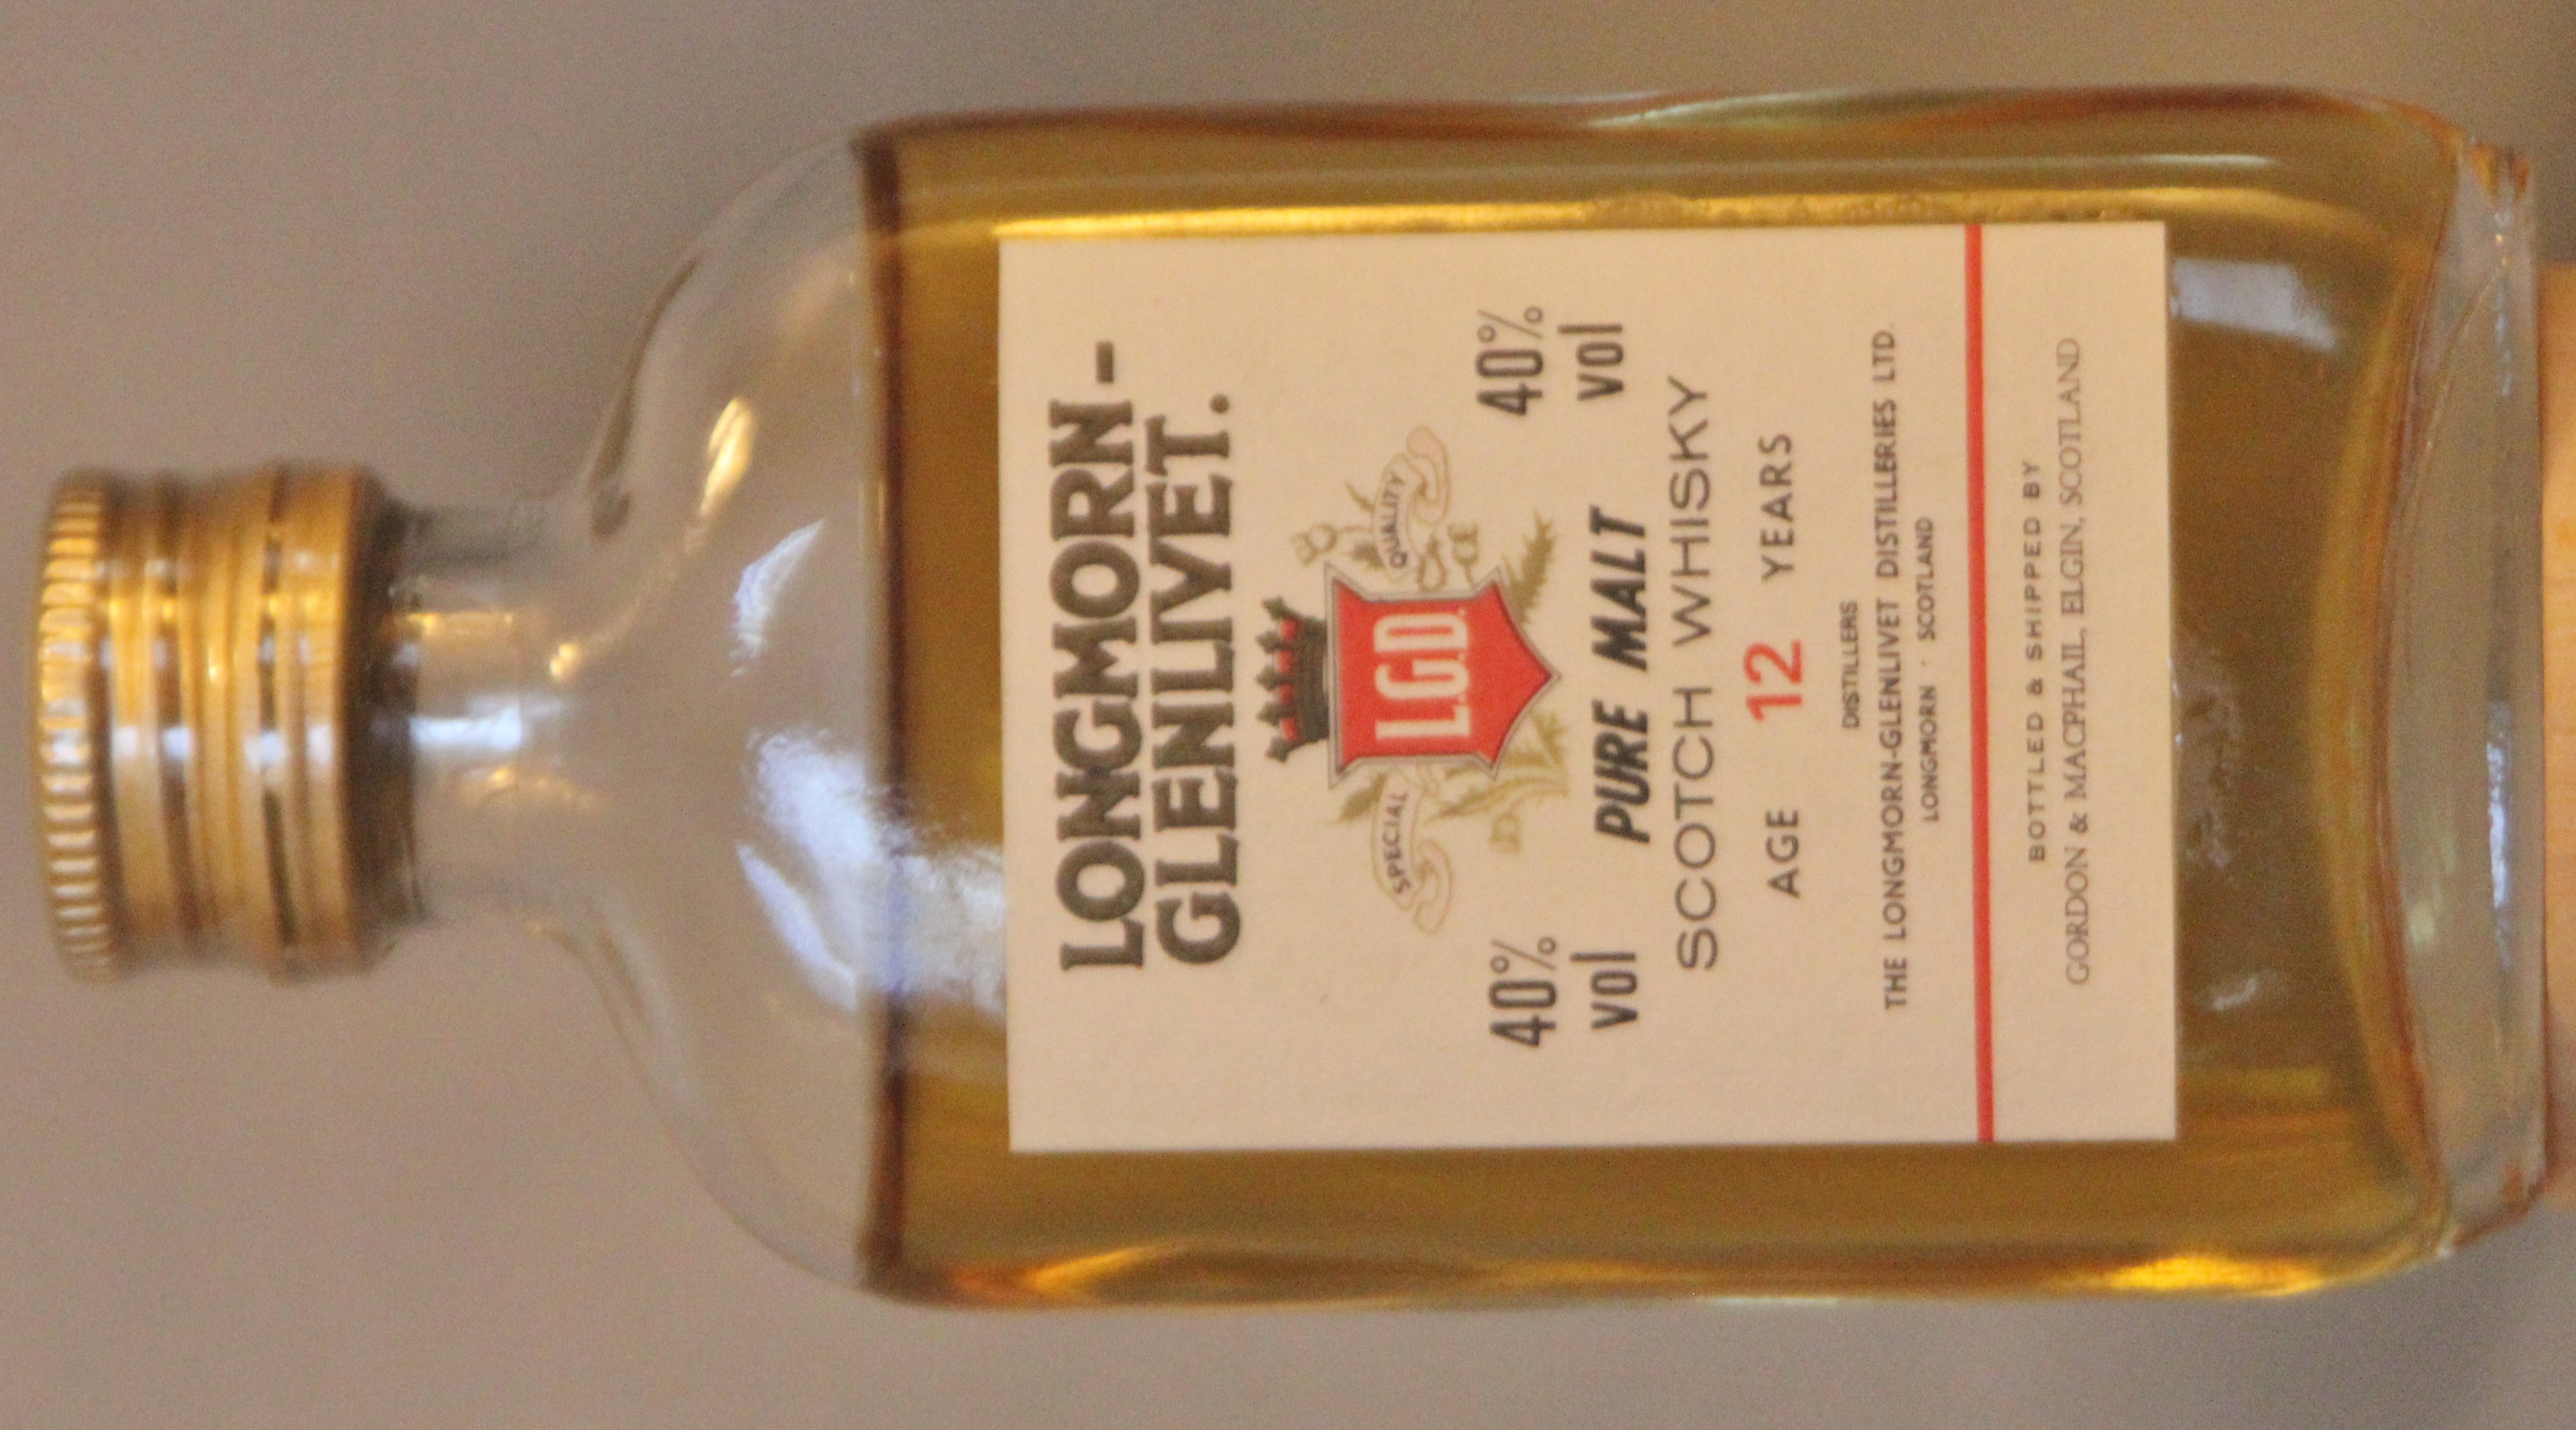 LONGMORN-
GLENLIVET.
SPECIAL
QUALITY
L.G.D.
40%
vol
PURE MALT
40%
vol
SCOTCH WHISKY
AGE 12 YEARS
DISTILLERS
THE LONGMORN-GLENLIVET DISTILLERIES LTD.
LONGMORN · SCOTLAND
BOTTLED & SHIPPED BY
GORDON & MACPHAIL, ELGIN, SCOTLAND